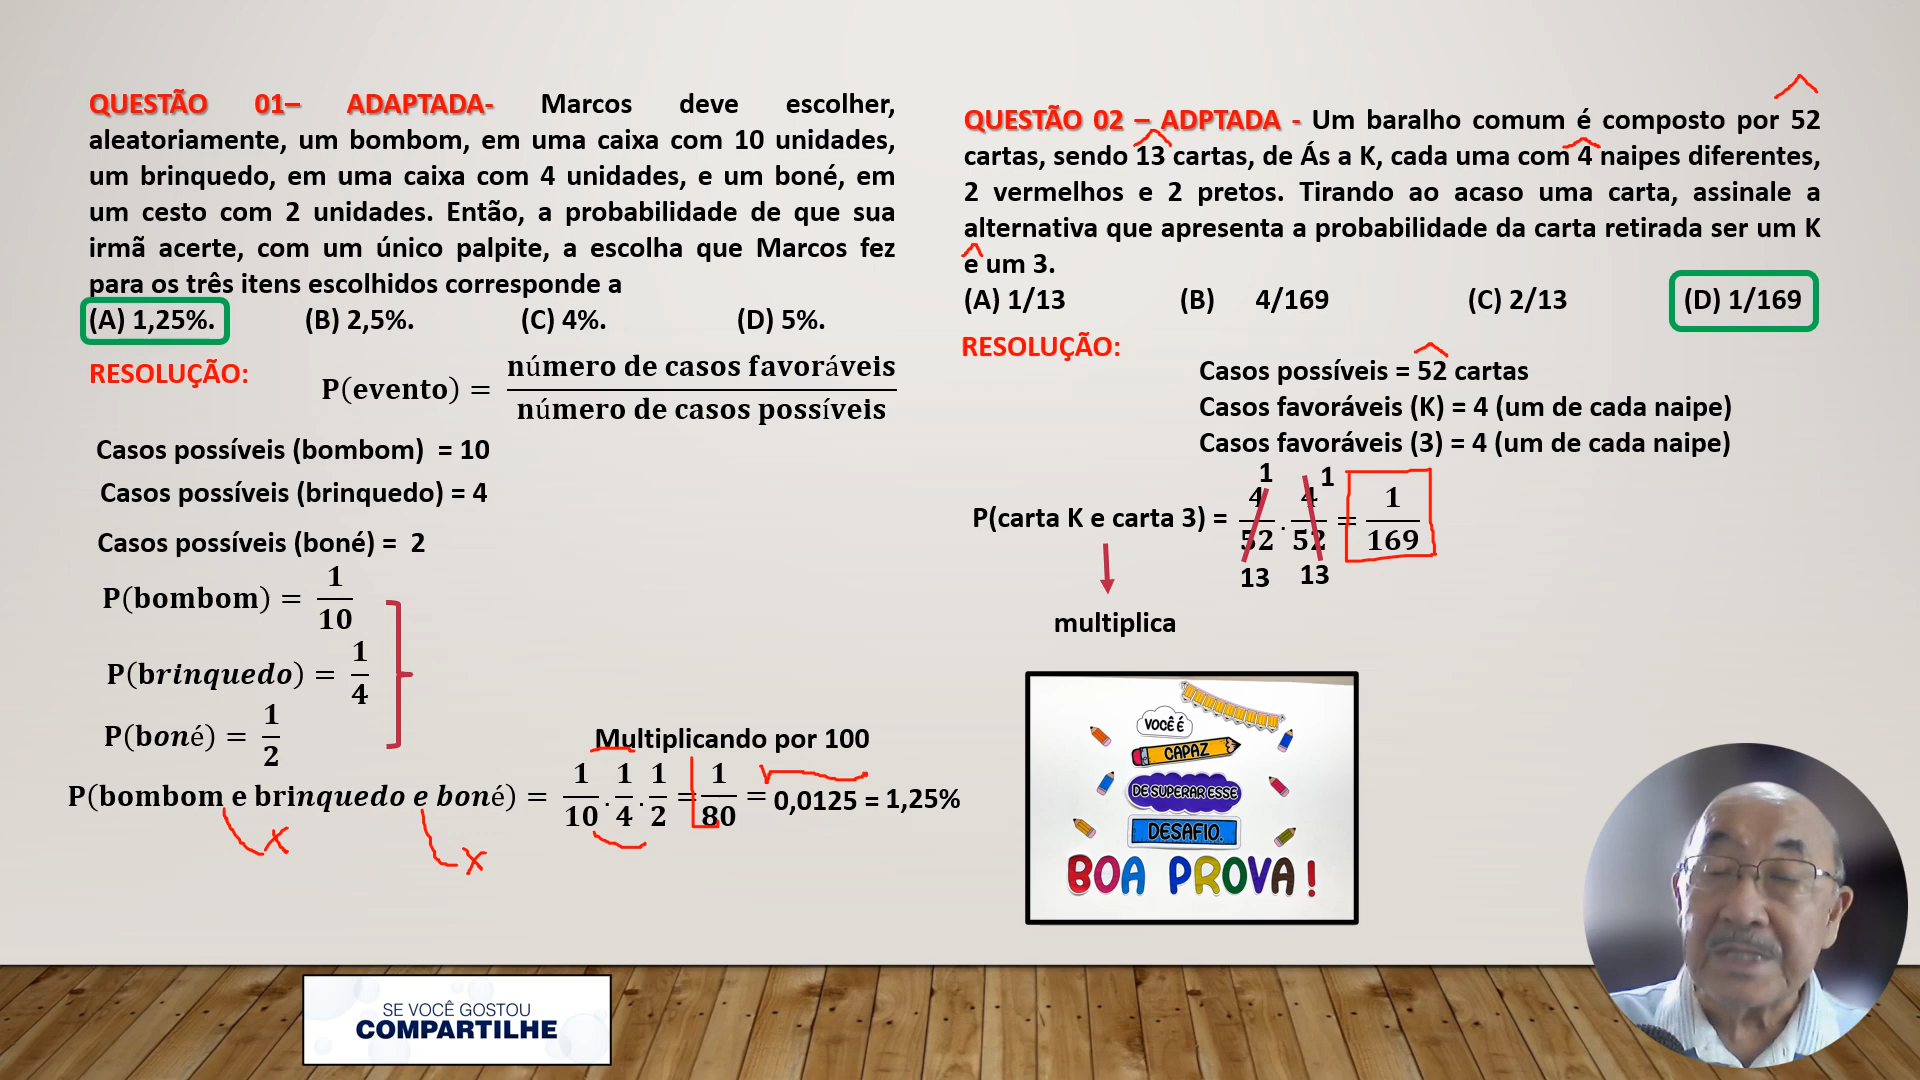 QUESTÃO 01– ADAPTADA- Marcos deve escolher,
aleatoriamente, um bombom, em uma caixa com 10 unidades,
um brinquedo, em uma caixa com 4 unidades, e um boné, em
um cesto com 2 unidades. Então, a probabilidade de que sua
irmã acerte, com um único palpite, a escolha que Marcos fez
para os três itens escolhidos corresponde a
(A) 1,25%. (B) 2,5%. (C) 4%. (D) 5%.
RESOLUÇÃO:
P(evento) = número de casos favoráveis / número de casos possíveis
Casos possíveis (bombom) = 10
Casos possíveis (brinquedo) = 4
Casos possíveis (boné) = 2
P(bombom) = 1/10
P(brinquedo) = 1/4
P(boné) = 1/2
Multiplicando por 100
P(bombom e brinquedo e boné) = 1/10 . 1/4 . 1/2 = 1/80 = 0,0125 = 1,25%
x x
QUESTÃO 02 – ADPTADA - Um baralho comum é composto por 52
cartas, sendo 13 cartas, de Ás a K, cada uma com 4 naipes diferentes,
2 vermelhos e 2 pretos. Tirando ao acaso uma carta, assinale a
alternativa que apresenta a probabilidade da carta retirada ser um K
e um 3.
(A) 1/13 (B) 4/169 (C) 2/13 (D) 1/169
RESOLUÇÃO:
Casos possíveis = 52 cartas
Casos favoráveis (K) = 4 (um de cada naipe)
Casos favoráveis (3) = 4 (um de cada naipe)
1 1
P(carta K e carta 3) = 4/52 . 4/52 = 1/169
13 13
multiplica
VOCÊ É
CAPAZ
DE SUPERAR ESSE
DESAFIO.
BOA PROVA!
SE VOCÊ GOSTOU
COMPARTILHE